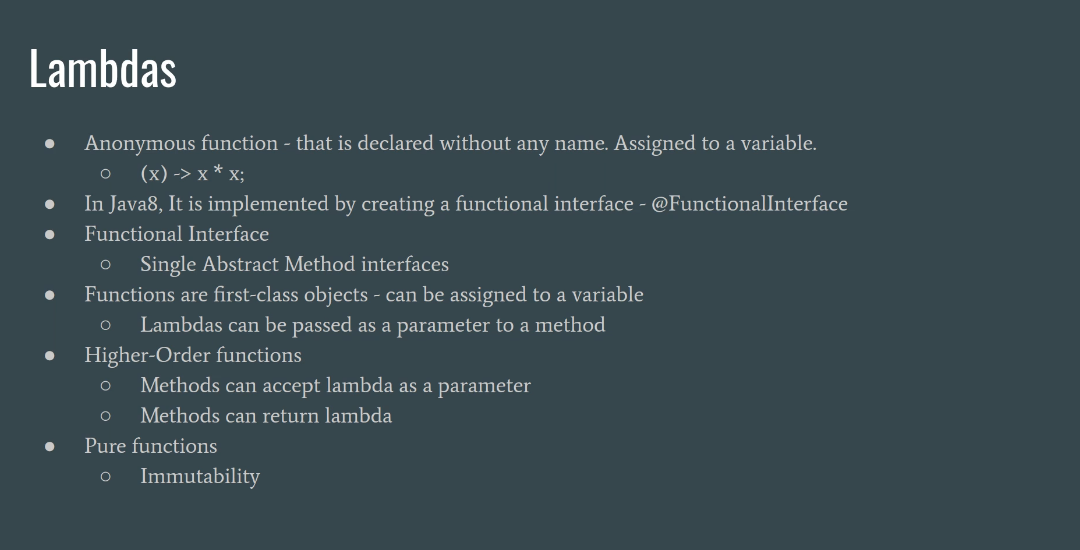 Lambdas
Anonymous function - that is declared without any name. Assigned to a variable.
(x) -> x * x;
In Java8, It is implemented by creating a functional interface - @FunctionalInterface
Functional Interface
Single Abstract Method interfaces
Functions are first-class objects - can be assigned to a variable
Lambdas can be passed as a parameter to a method
Higher-Order functions
Methods can accept lambda as a parameter
Methods can return lambda
Pure functions
Immutability